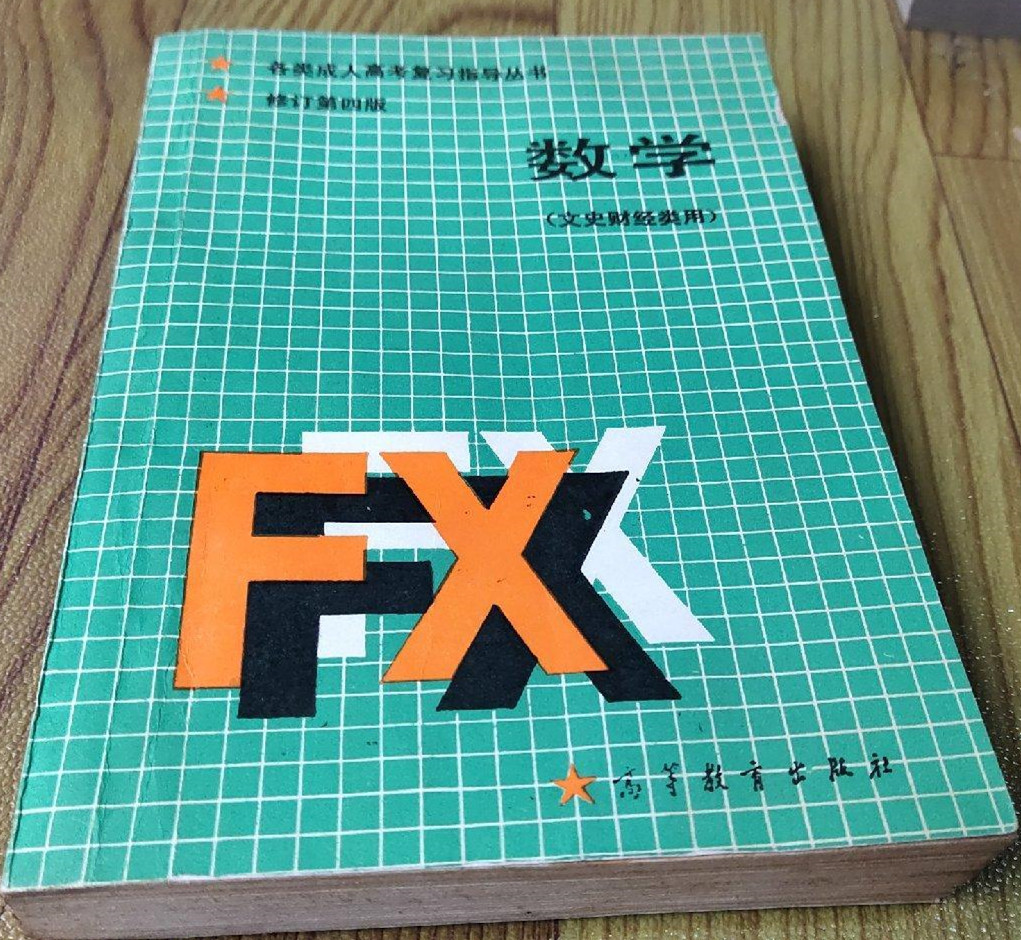 各类成人高考复习指导丛书
修订第四版
数学
（文史财经类用）
FX
高等教育出版社